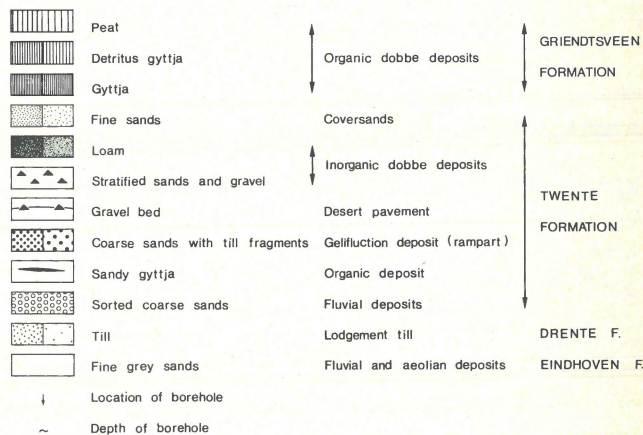 Peat
Detritus gyttja Organic dobbe deposits GRIENDTSVEEN
FORMATION
Gyttja
Fine sands Coversands
Loam
Inorganic dobbe deposits
Stratified sands and gravel
TWENTE
Gravel bed Desert pavement
FORMATION
Coarse sands with till fragments Gelifluction deposit (rampart)
Sandy gyttja Organic deposit
Sorted coarse sands Fluvial deposits
Till Lodgement till DRENTE F.
Fine grey sands Fluvial and aeolian deposits EINDHOVEN F.
Location of borehole
~ Depth of borehole